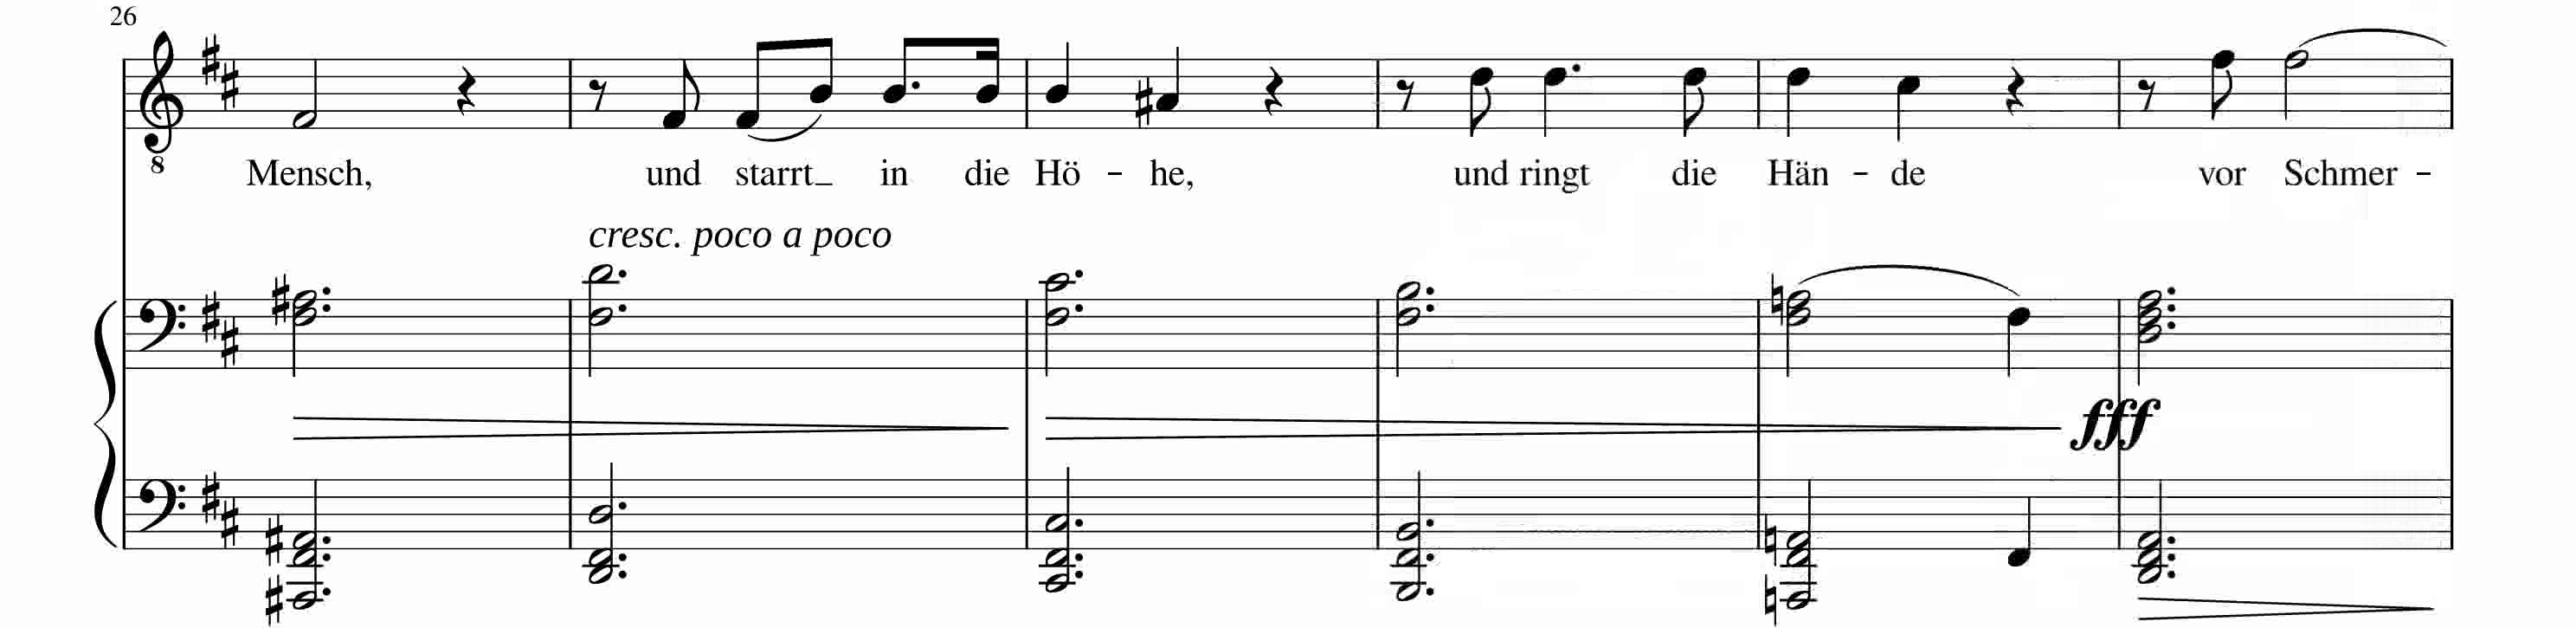 26
8
Mensch, und starrt_ in die Hö - he, und ringt die Hän - de vor Schmer -
cresc. poco a poco
fff